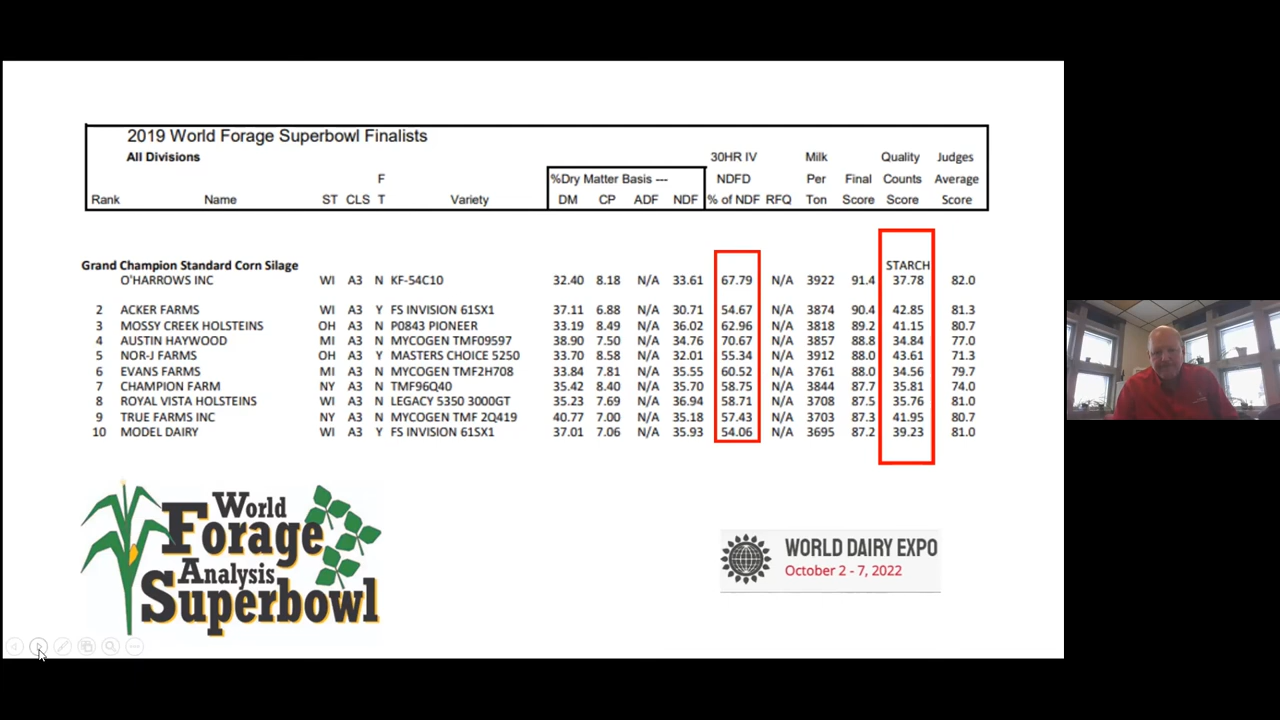 2019 World Forage Superbowl Finalists
All Divisions 30HR IV Milk Quality Judges
F %Dry Matter Basis --- NDFD Per Final Counts Average
Rank Name ST CLS T Variety DM CP ADF NDF % of NDF RFQ Ton Score Score Score
Grand Champion Standard Corn Silage STARCH
O'HARROWS INC WI A3 N KF-54C10 32.40 8.18 N/A 33.61 67.79 N/A 3922 91.4 37.78 82.0
2 ACKER FARMS WI A3 Y FS INVISION 61SX1 37.11 6.88 N/A 30.71 54.67 N/A 3874 90.4 42.85 81.3
3 MOSSY CREEK HOLSTEINS OH A3 N P0843 PIONEER 33.19 8.49 N/A 36.02 62.96 N/A 3818 89.2 41.15 80.7
4 AUSTIN HAYWOOD MI A3 N MYCOGEN TMF09597 38.90 7.50 N/A 34.76 70.67 N/A 3857 88.8 34.84 77.0
5 NOR-J FARMS OH A3 Y MASTERS CHOICE 5250 33.70 8.58 N/A 32.01 55.34 N/A 3912 88.0 43.61 71.3
6 EVANS FARMS MI A3 N MYCOGEN TMF2H708 33.84 7.81 N/A 35.55 60.52 N/A 3761 88.0 34.56 79.7
7 CHAMPION FARM NY A3 N TMF96Q40 35.42 8.40 N/A 35.70 58.75 N/A 3844 87.7 35.81 74.0
8 ROYAL VISTA HOLSTEINS WI A3 N LEGACY 5350 3000GT 35.23 7.69 N/A 36.94 58.71 N/A 3708 87.5 35.76 81.0
9 TRUE FARMS INC NY A3 N MYCOGEN TMF 2Q419 40.77 7.00 N/A 35.18 57.43 N/A 3703 87.3 41.95 80.7
10 MODEL DAIRY WI A3 Y FS INVISION 61SX1 37.01 7.06 N/A 35.93 54.06 N/A 3695 87.2 39.23 81.0
World
Forage
Analysis
Superbowl
WORLD DAIRY EXPO
October 2 - 7, 2022